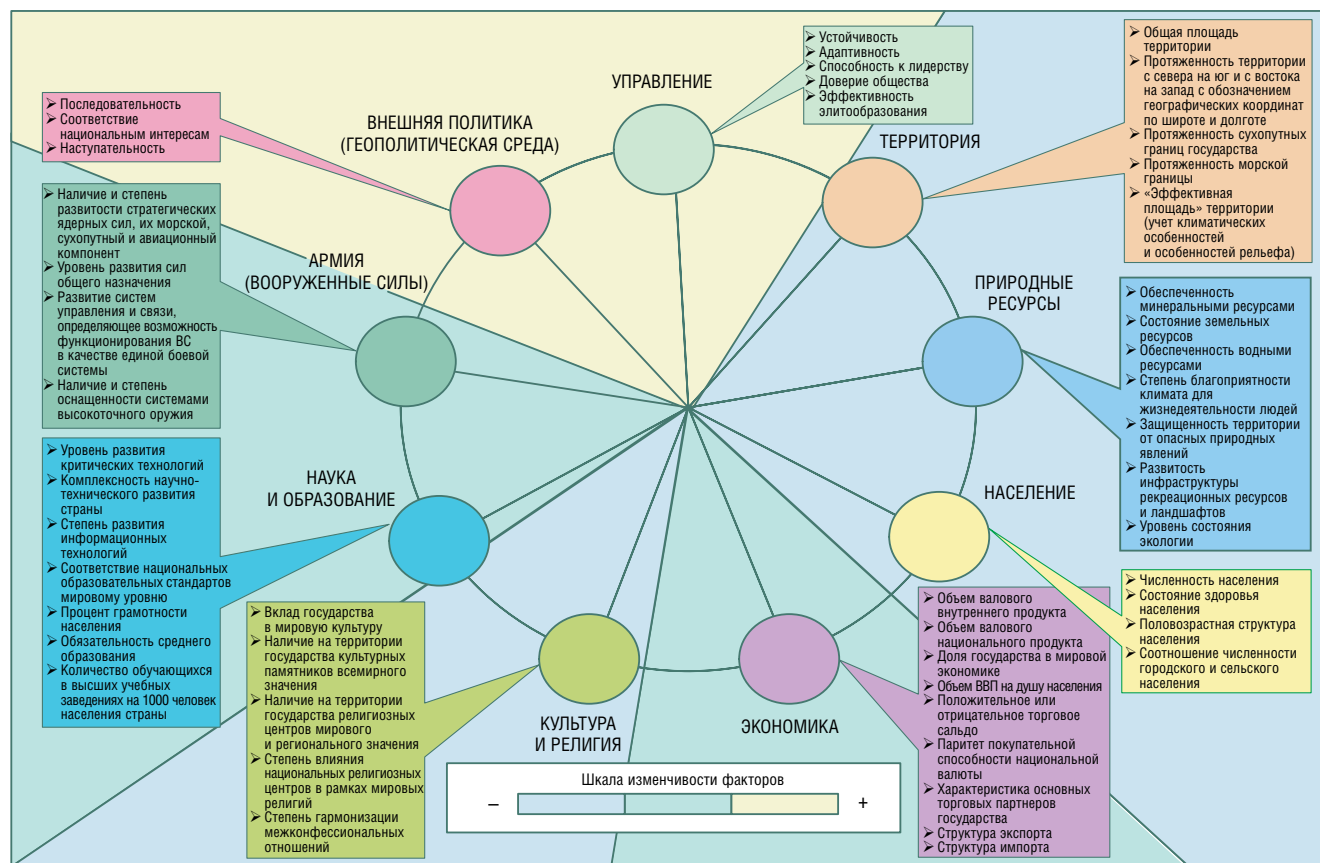 УПРАВЛЕНИЕ
➢ Устойчивость
➢ Адаптивность
➢ Способность к лидерству
➢ Доверие общества
➢ Эффективность
элитообразования
ТЕРРИТОРИЯ
➢ Общая площадь
территории
➢ Протяженность территории
с севера на юг и с востока
на запад с обозначением
географических координат
по широте и долготе
➢ Протяженность сухопутных
границ государства
➢ Протяженность морской
границы
➢ «Эффективная
площадь» территории
(учет климатических
особенностей
и особенностей рельефа)
ПРИРОДНЫЕ
РЕСУРСЫ
➢ Обеспеченность
минеральными ресурсами
➢ Состояние земельных
ресурсов
➢ Обеспеченность водными
ресурсами
➢ Степень благоприятности
климата для
жизнедеятельности людей
➢ Защищенность территории
от опасных природных
явлений
➢ Развитость
инфраструктуры
рекреационных ресурсов
и ландшафтов
➢ Уровень состояния
экологии
НАСЕЛЕНИЕ
➢ Численность населения
➢ Состояние здоровья
населения
➢ Половозрастная структура
населения
➢ Соотношение численности
городского и сельского
населения
ЭКОНОМИКА
➢ Объем валового
внутреннего продукта
➢ Объем валового
национального продукта
➢ Доля государства в мировой
экономике
➢ Объем ВВП на душу населения
➢ Положительное или
отрицательное торговое
сальдо
➢ Паритет покупательной
способности национальной
валюты
➢ Характеристика основных
торговых партнеров
государства
➢ Структура экспорта
➢ Структура импорта
КУЛЬТУРА
И РЕЛИГИЯ
➢ Вклад государства
в мировую культуру
➢ Наличие на территории
государства культурных
памятников всемирного
значения
➢ Наличие на территории
государства религиозных
центров мирового
и регионального значения
➢ Степень влияния
национальных религиозных
центров в рамках мировых
религий
➢ Степень гармонизации
межконфессиональных
отношений
НАУКА
И ОБРАЗОВАНИЕ
➢ Уровень развития
критических технологий
➢ Комплексность научно-
технического развития
страны
➢ Степень развития
информационных
технологий
➢ Соответствие национальных
образовательных стандартов
мировому уровню
➢ Процент грамотности
населения
➢ Обязательность среднего
образования
➢ Количество обучающихся
в высших учебных
заведениях на 1000 человек
населения страны
АРМИЯ
(ВООРУЖЕННЫЕ СИЛЫ)
➢ Наличие и степень
развитости стратегических
ядерных сил, их морской,
сухопутный и авиационный
компонент
➢ Уровень развития сил
общего назначения
➢ Развитие систем
управления и связи,
определяющее возможность
функционирования ВС
в качестве единой боевой
системы
➢ Наличие и степень
оснащенности системами
высокоточного оружия
ВНЕШНЯЯ ПОЛИТИКА
(ГЕОПОЛИТИЧЕСКАЯ СРЕДА)
➢ Последовательность
➢ Соответствие
национальным интересам
➢ Наступательность
Шкала изменчивости факторов
– +